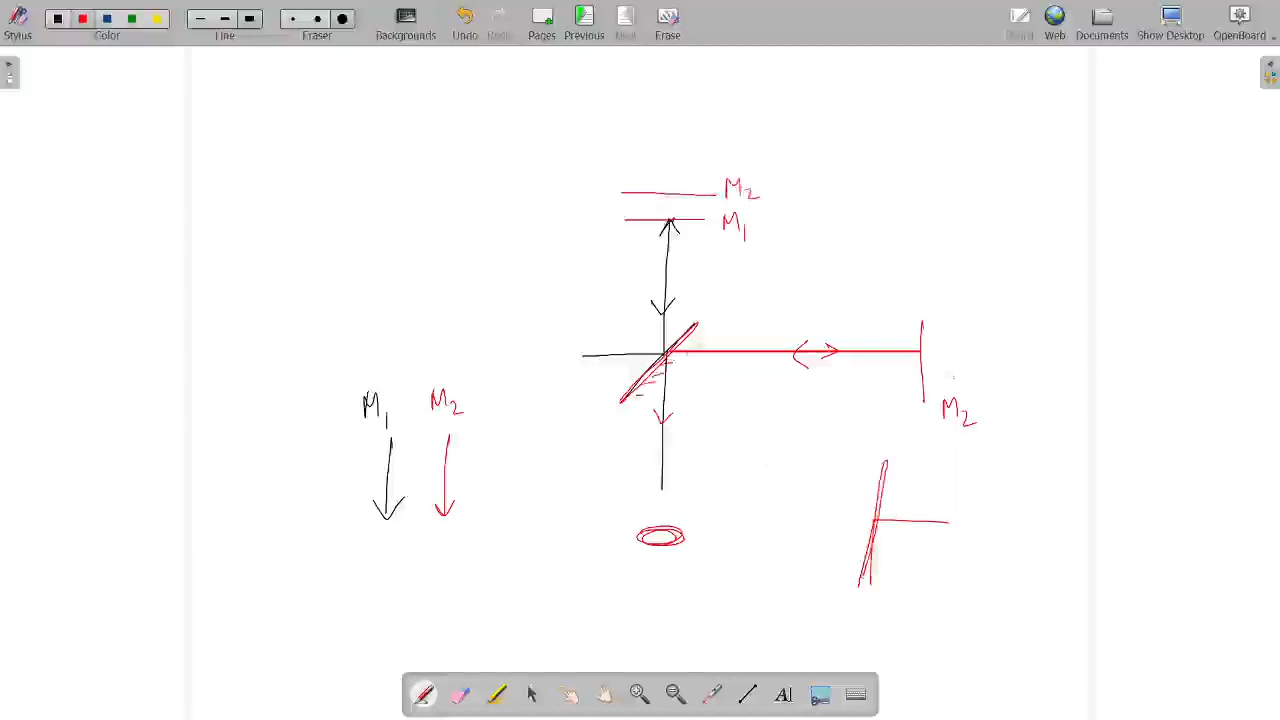 Stylus Color Line Eraser Backgrounds Undo Redo Pages Previous Next Erase Board Web Documents Show Desktop OpenBoard
M2
M1
M1 M2
M2
AI